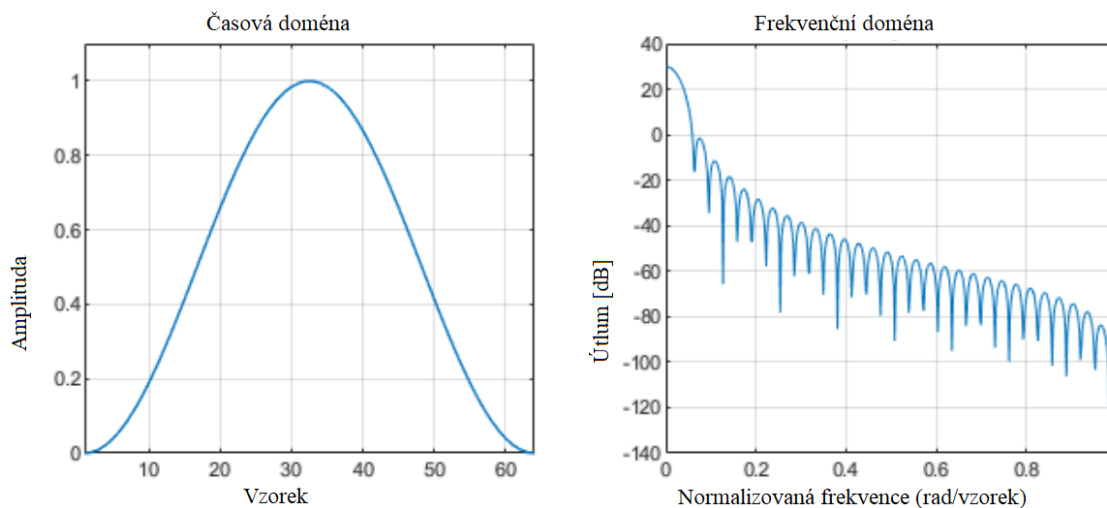 Časová doména
Amplituda
1
0.8
0.6
0.4
0.2
0
10 20 30 40 50 60
Vzorek
Frekvenční doména
Útlum [dB]
40
20
0
-20
-40
-60
-80
-100
-120
-140
0 0.2 0.4 0.6 0.8
Normalizovaná frekvence (rad/vzorek)